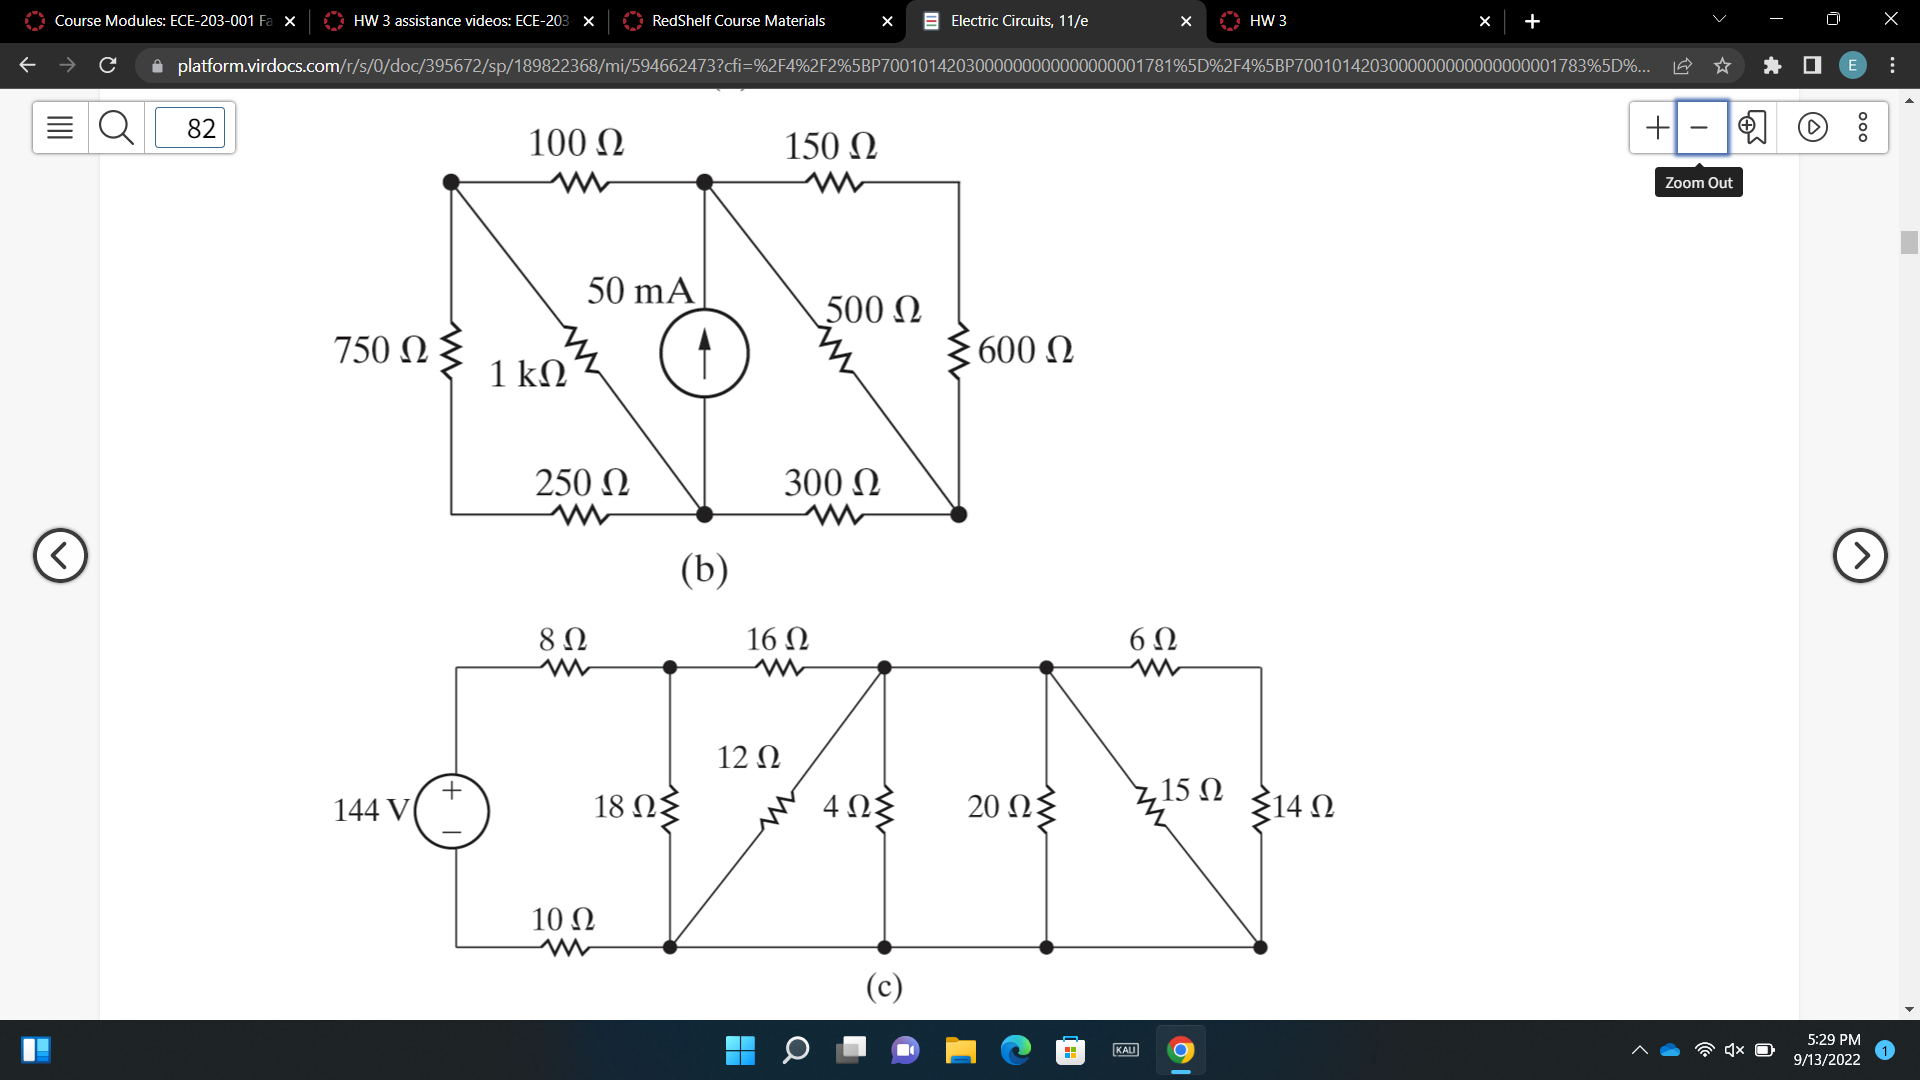 Course Modules: ECE-203-001 Fa
HW 3 assistance videos: ECE-203
RedShelf Course Materials
Electric Circuits, 11/e
HW 3
platform.virdocs.com/r/s/0/doc/395672/sp/189822368/mi/594662473?cfi=%2F4%2F2%5BP7001014203000000000000000001781%5D%2F4%5BP7001014203000000000000000001783%5D%...
E
82
Zoom Out
100 Ω
150 Ω
50 mA
500 Ω
750 Ω
1 kΩ
600 Ω
250 Ω
300 Ω
(b)
8 Ω
16 Ω
6 Ω
12 Ω
144 V
+
−
18 Ω
4 Ω
20 Ω
15 Ω
14 Ω
10 Ω
(c)
KALI
5:29 PM
9/13/2022
1